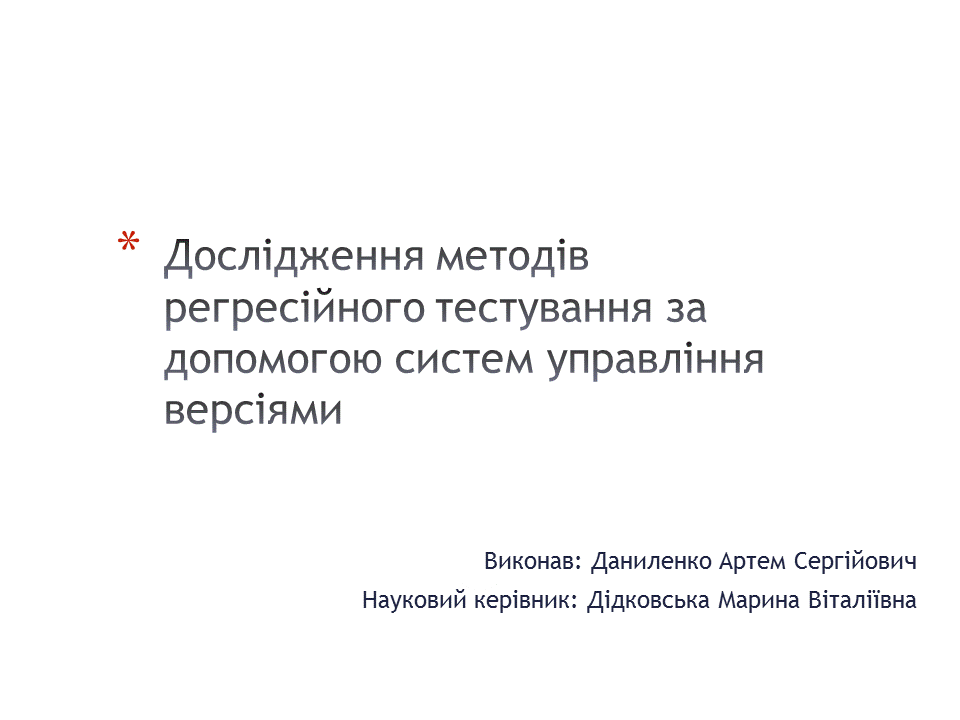 * Дослідження методів
регресійного тестування за
допомогою систем управління
версіями
Виконав: Даниленко Артем Сергійович
Науковий керівник: Дідковська Марина Віталіївна